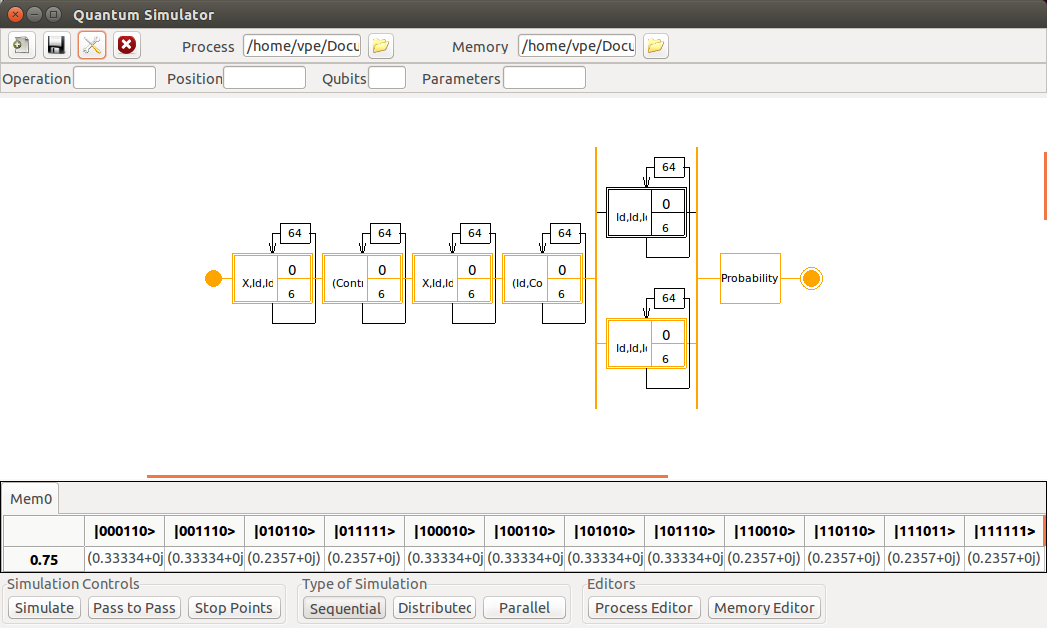 Quantum Simulator
Process /home/vpe/Docu Memory /home/vpe/Docu
Operation Position Qubits Parameters
64
Id,Id,I 0
6
64 64 64 64
X,Id,Id 0 (Contr 0 X,Id,Id 0 (Id,Co 0
6 6 6 6
Probability
64
Id,Id,I 0
6
Mem0
|000110> |001110> |010110> |011111> |100010> |100110> |101010> |101110> |110010> |110110> |111011> |111111>
0.75 (0.33334+0j (0.33334+0j (0.2357+0j) (0.2357+0j) (0.33334+0j (0.33334+0j (0.33334+0j (0.33334+0j (0.2357+0j) (0.2357+0j) (0.2357+0j) (0.2357+0j)
Simulation Controls Type of Simulation Editors
Simulate Pass to Pass Stop Points Sequential Distributec Parallel Process Editor Memory Editor